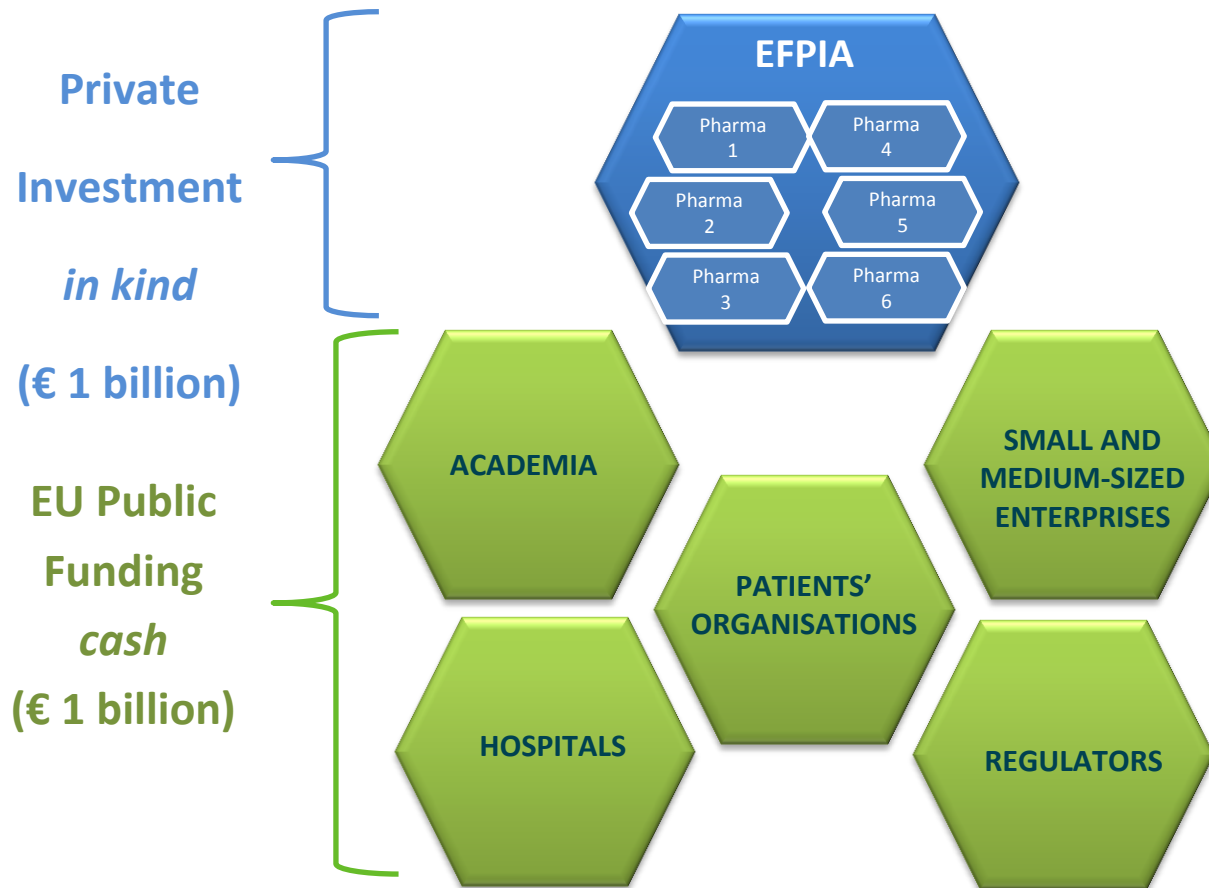 Private
Investment
in kind
(€ 1 billion)
EFPIA
Pharma
1
Pharma
4
Pharma
2
Pharma
5
Pharma
3
Pharma
6
EU Public
Funding
cash
(€ 1 billion)
ACADEMIA
SMALL AND
MEDIUM-SIZED
ENTERPRISES
PATIENTS’
ORGANISATIONS
HOSPITALS
REGULATORS